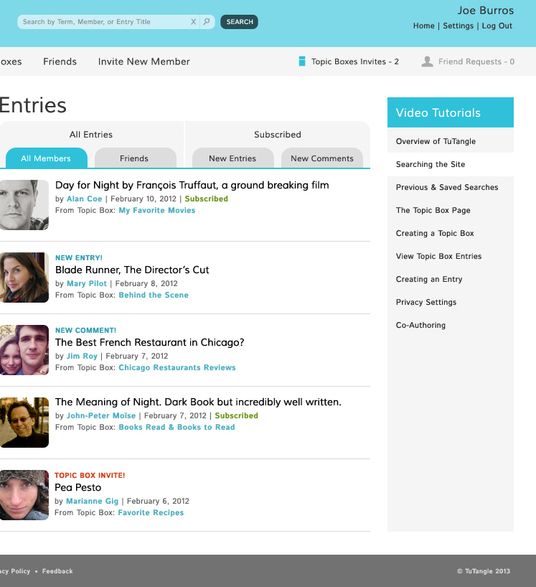 Joe Burros
Search by Term, Member, or Entry Title X SEARCH
Home | Settings | Log Out
oxes Friends Invite New Member Topic Boxes Invites - 2 Friend Requests - 0
Entries
All Entries Subscribed
All Members Friends New Entries New Comments
Day for Night by François Truffaut, a ground breaking film
by Alan Coe | February 10, 2012 | Subscribed
From Topic Box: My Favorite Movies
NEW ENTRY!
Blade Runner, The Director's Cut
by Mary Pilot | February 8, 2012
From Topic Box: Behind the Scene
NEW COMMENT!
The Best French Restaurant in Chicago?
by Jim Roy | February 7, 2012
From Topic Box: Chicago Restaurants Reviews
The Meaning of Night. Dark Book but incredibly well written.
by John-Peter Moise | February 7, 2012 | Subscribed
From Topic Box: Books Read & Books to Read
TOPIC BOX INVITE!
Pea Pesto
by Marianne Gig | February 6, 2012
From Topic Box: Favorite Recipes
Video Tutorials
Overview of TuTangle
Searching the Site
Previous & Saved Searches
The Topic Box Page
Creating a Topic Box
View Topic Box Entries
Creating an Entry
Privacy Settings
Co-Authoring
acy Policy • Feedback © TuTangle 2013